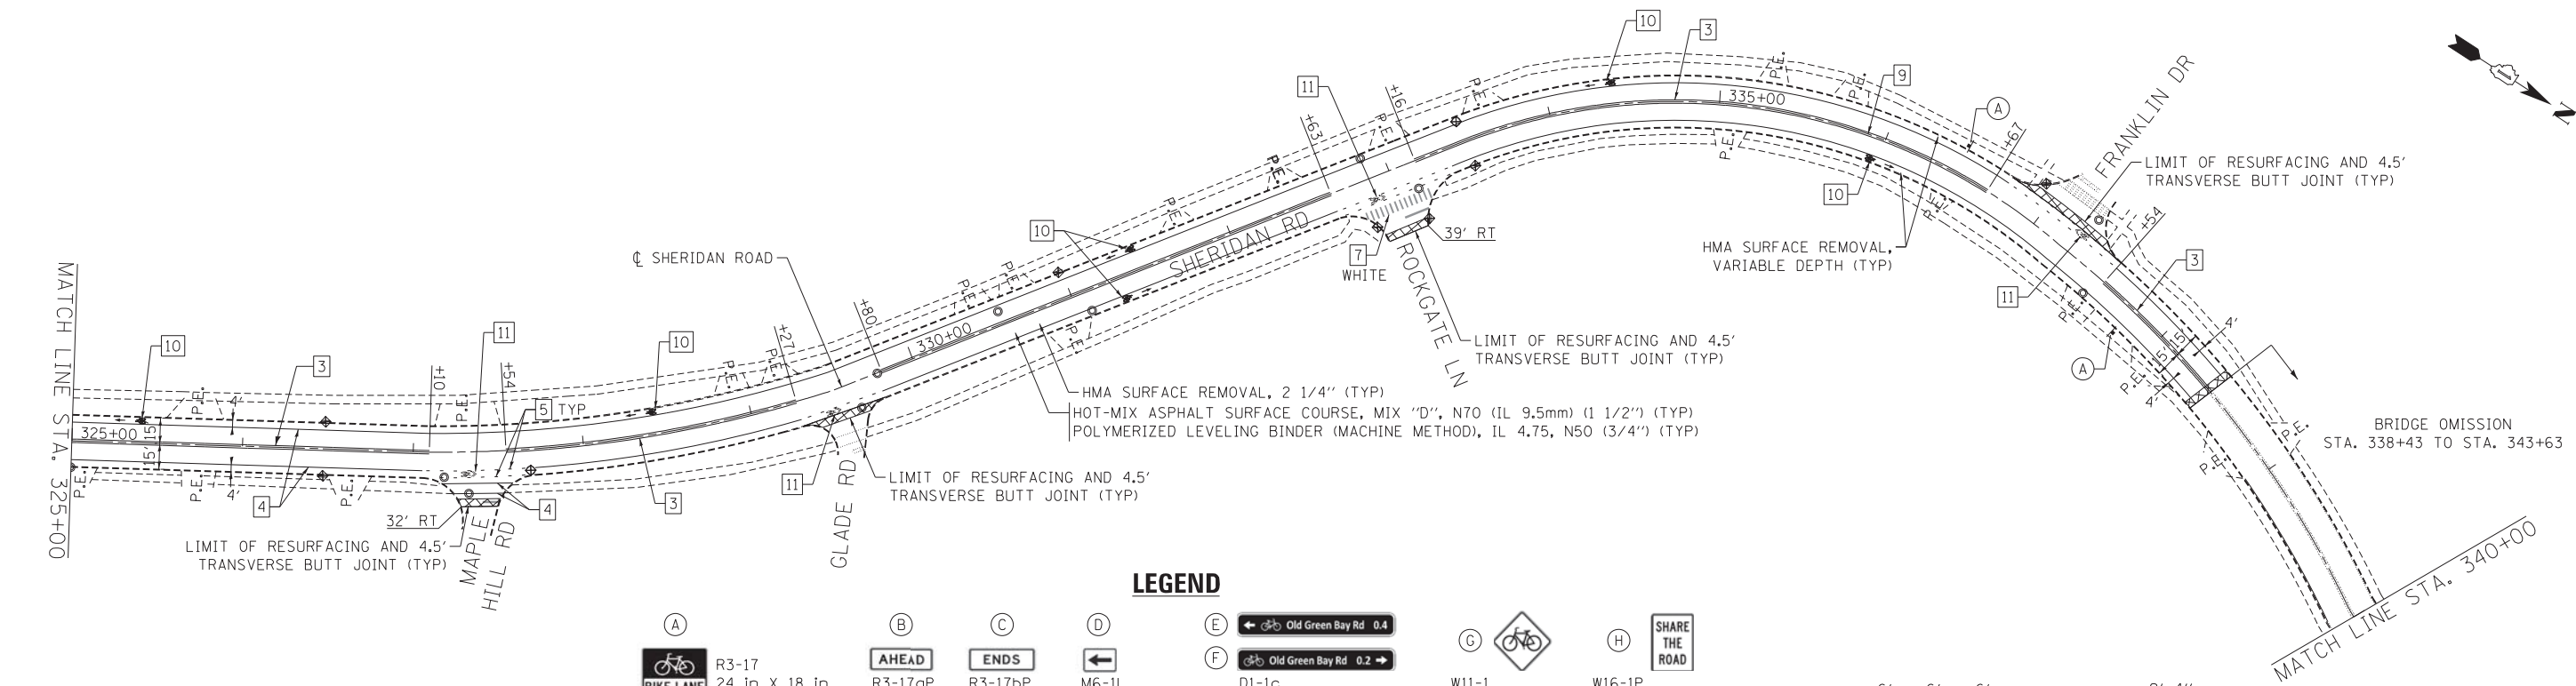 10
3
N
11
9
+16
P.E.
P.E.
P.E.
P.E.
335+00
A
+67
FRANKLIN DR
LIMIT OF RESURFACING AND 4.5'
TRANSVERSE BUTT JOINT (TYP)
+63
P.E.
P.E.
P.E.
10
P.E.
+54
10
39' RT
7
WHITE
ROCKGATE LN
SHERIDAN RD
HMA SURFACE REMOVAL,
VARIABLE DEPTH (TYP)
3
11
℄ SHERIDAN ROAD
P.E.
P.E.
P.E.
P.E.
MATCH LINE STA. 325+00
+80
+27
330+00
P.E.
LIMIT OF RESURFACING AND 4.5'
TRANSVERSE BUTT JOINT (TYP)
4'
15'
15'
4'
A
P.E.
10
3
11
10
+10
+54
5 TYP
P.E.
P.E.
P.E.
P.E.
HMA SURFACE REMOVAL, 2 1/4" (TYP)
HOT-MIX ASPHALT SURFACE COURSE, MIX "D", N70 (IL 9.5mm) (1 1/2") (TYP)
POLYMERIZED LEVELING BINDER (MACHINE METHOD), IL 4.75, N50 (3/4") (TYP)
BRIDGE OMISSION
STA. 338+43 TO STA. 343+63
P.E.
P.E.
325+00
4'
15'
15'
4'
P.E.
P.E.
P.E.
4
32' RT
4
3
11
GLADE RD
LIMIT OF RESURFACING AND 4.5'
TRANSVERSE BUTT JOINT (TYP)
LIMIT OF RESURFACING AND 4.5'
TRANSVERSE BUTT JOINT (TYP)
MAPLE
HILL RD
MATCH LINE STA. 340+00
LEGEND
A
B
C
D
E
Old Green Bay Rd 0.4
F
Old Green Bay Rd 0.2
G
H
SHARE
THE
ROAD
BIKE LANE
R3-17
24 in X 18 in
AHEAD
R3-17aP
ENDS
R3-17bP
M6-1L
D1-1c
W11-1
W16-1P